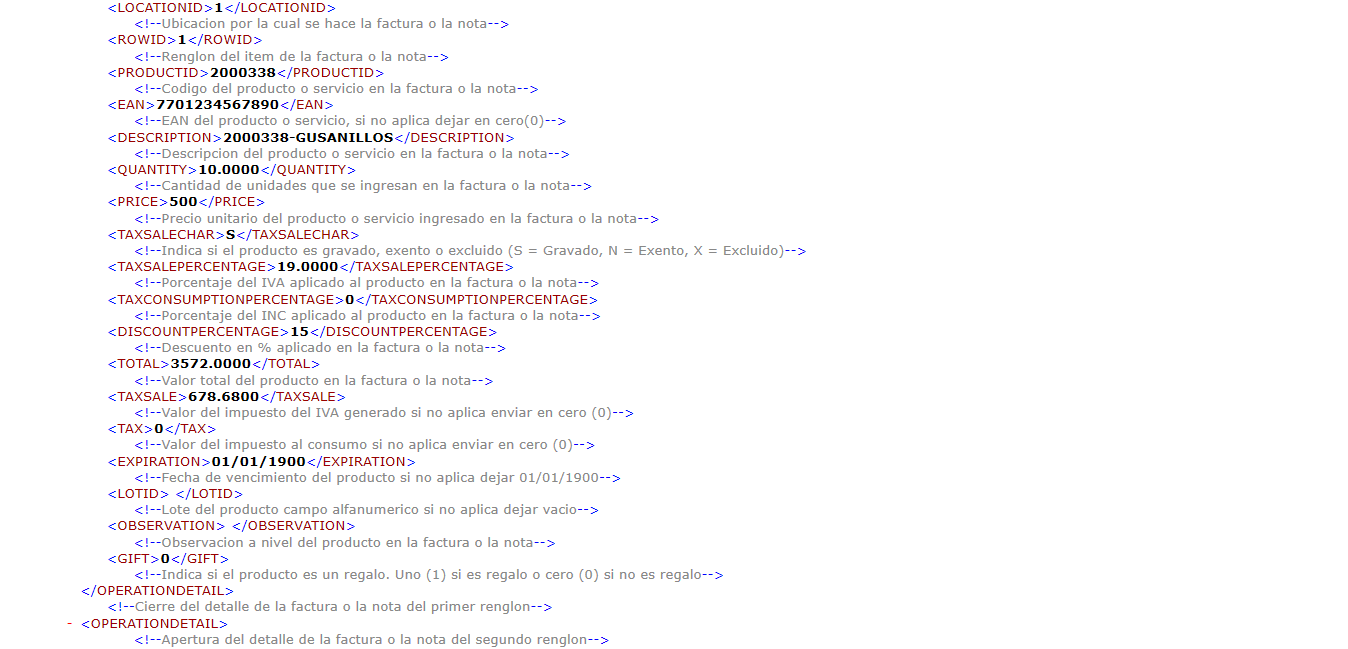 <LOCATIONID>1</LOCATIONID>
<!--Ubicacion por la cual se hace la factura o la nota-->
<ROWID>1</ROWID>
<!--Renglon del item de la factura o la nota-->
<PRODUCTID>2000338</PRODUCTID>
<!--Codigo del producto o servicio en la factura o la nota-->
<EAN>7701234567890</EAN>
<!--EAN del producto o servicio, si no aplica dejar en cero(0)-->
<DESCRIPTION>2000338-GUSANILLOS</DESCRIPTION>
<!--Descripcion del producto o servicio en la factura o la nota-->
<QUANTITY>10.0000</QUANTITY>
<!--Cantidad de unidades que se ingresan en la factura o la nota-->
<PRICE>500</PRICE>
<!--Precio unitario del producto o servicio ingresado en la factura o la nota-->
<TAXSALECHAR>S</TAXSALECHAR>
<!--Indica si el producto es gravado, exento o excluido (S = Gravado, N = Exento, X = Excluido)-->
<TAXSALEPERCENTAGE>19.0000</TAXSALEPERCENTAGE>
<!--Porcentaje del IVA aplicado al producto en la factura o la nota-->
<TAXCONSUMPTIONPERCENTAGE>0</TAXCONSUMPTIONPERCENTAGE>
<!--Porcentaje del INC aplicado al producto en la factura o la nota-->
<DISCOUNTPERCENTAGE>15</DISCOUNTPERCENTAGE>
<!--Descuento en % aplicado en la factura o la nota-->
<TOTAL>3572.0000</TOTAL>
<!--Valor total del producto en la factura o la nota-->
<TAXSALE>678.6800</TAXSALE>
<!--Valor del impuesto del IVA generado si no aplica enviar en cero (0)-->
<TAX>0</TAX>
<!--Valor del impuesto al consumo si no aplica enviar en cero (0)-->
<EXPIRATION>01/01/1900</EXPIRATION>
<!--Fecha de vencimiento del producto si no aplica dejar 01/01/1900-->
<LOTID> </LOTID>
<!--Lote del producto campo alfanumerico si no aplica dejar vacio-->
<OBSERVATION> </OBSERVATION>
<!--Observacion a nivel del producto en la factura o la nota-->
<GIFT>0</GIFT>
<!--Indica si el producto es un regalo. Uno (1) si es regalo o cero (0) si no es regalo-->
</OPERATIONDETAIL>
<!--Cierre del detalle de la factura o la nota del primer renglon-->
- <OPERATIONDETAIL>
<!--Apertura del detalle de la factura o la nota del segundo renglon-->